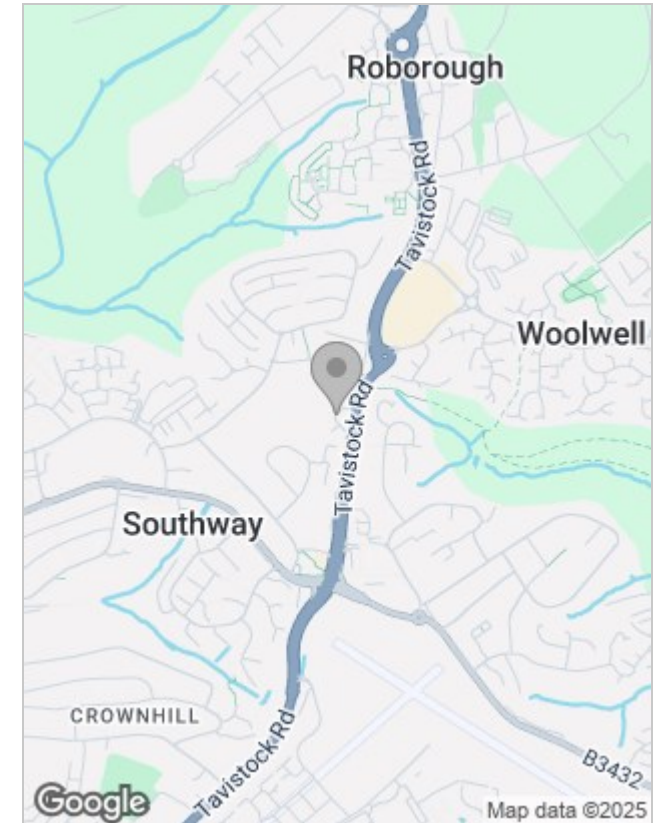 Roborough
Tavistock Rd
Woolwell
Tavistock Rd
Southway
CROWNHILL
Tavistock Rd
B3432
Google
Map data ©2025